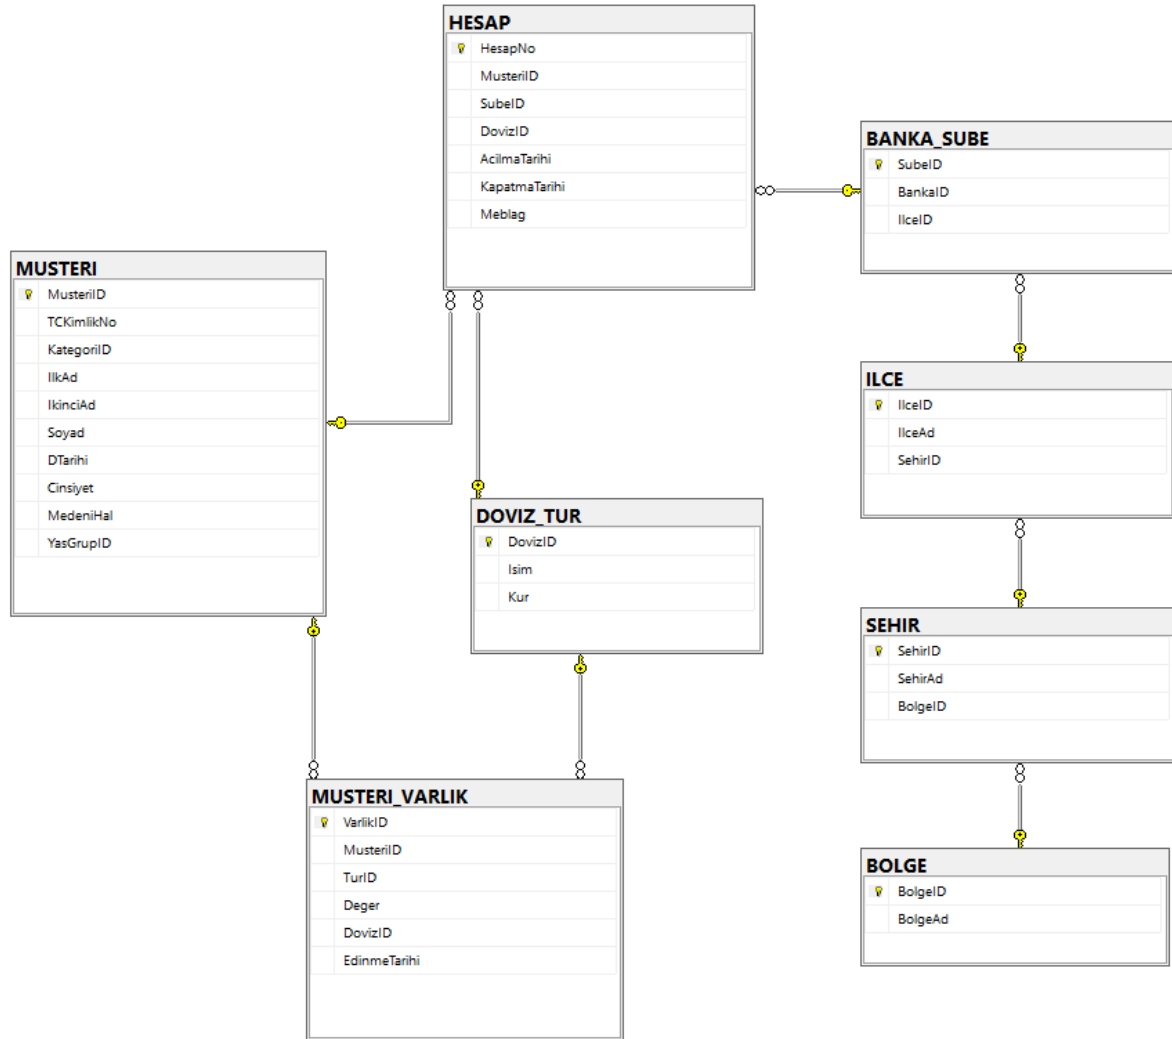 HESAP
HesapNo
MusteriID
SubeID
DovizID
AcilmaTarihi
KapatmaTarihi
Meblag
BANKA_SUBE
SubeID
BankaID
IlceID
MUSTERI
MusteriID
TCKimlikNo
KategoriID
IlkAd
IkinciAd
Soyad
DTarihi
Cinsiyet
MedeniHal
YasGrupID
ILCE
IlceID
IlceAd
SehirID
DOVIZ_TUR
DovizID
Isim
Kur
SEHIR
SehirID
SehirAd
BolgeID
MUSTERI_VARLIK
VarlikID
MusteriID
TurID
Deger
DovizID
EdinmeTarihi
BOLGE
BolgeID
BolgeAd